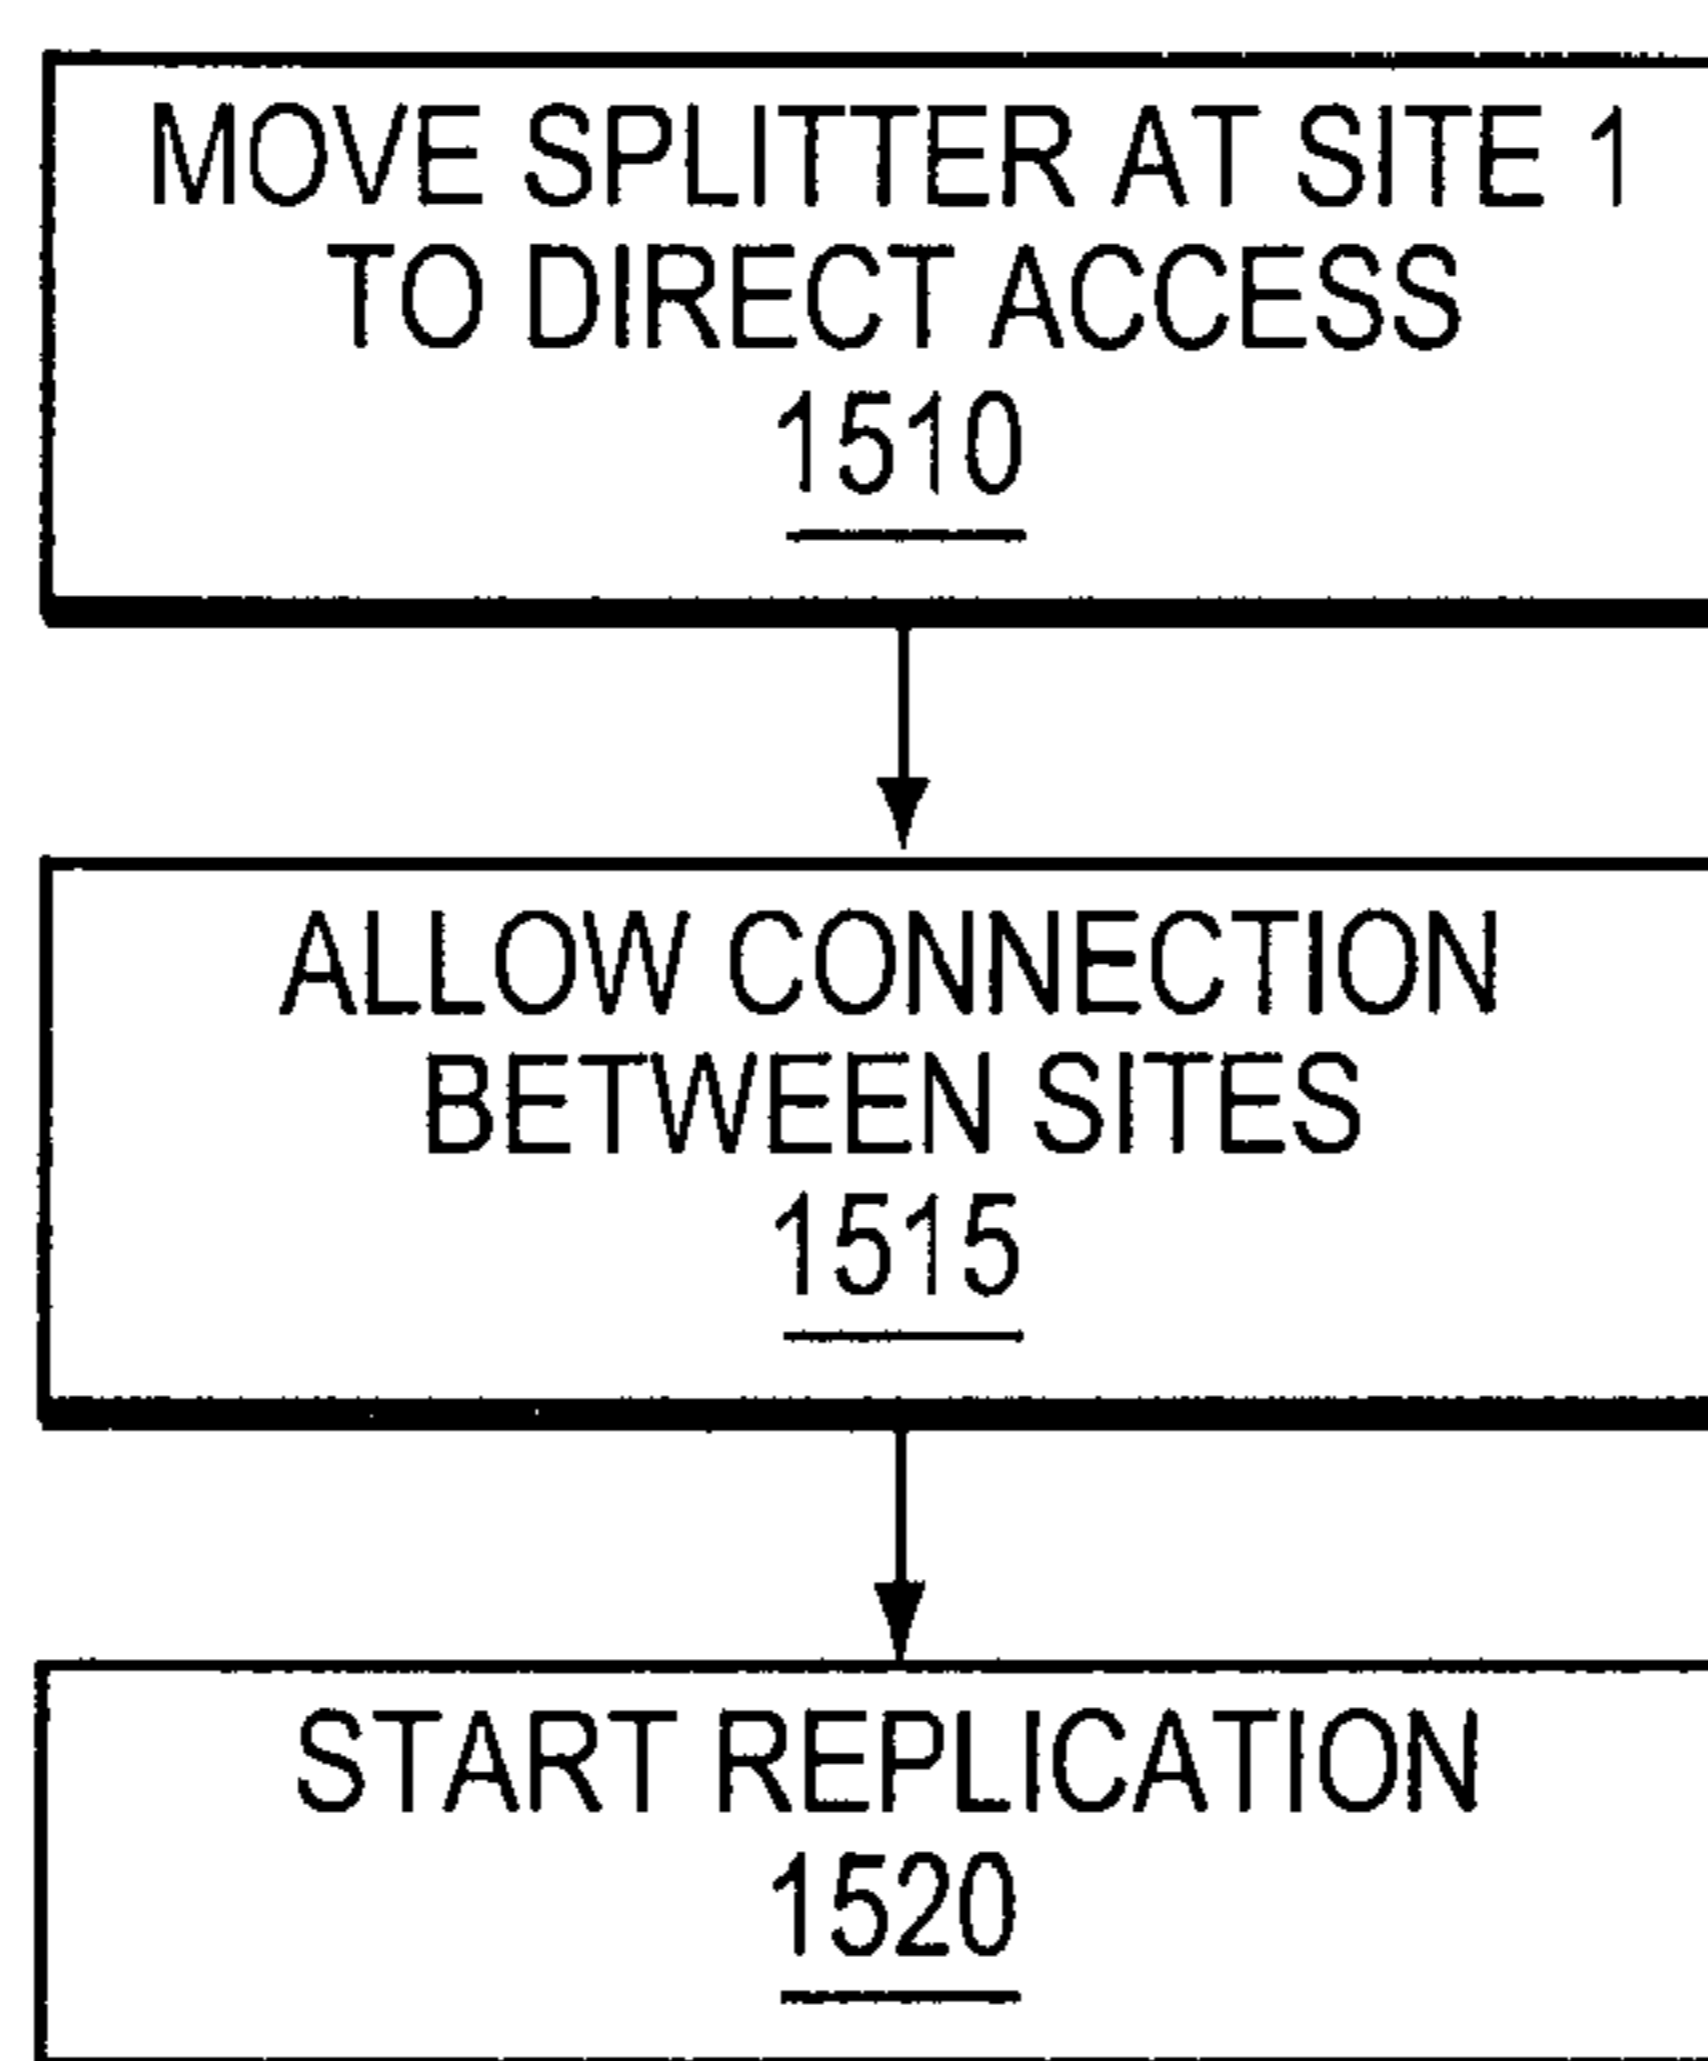 MOVE SPLITTER AT SITE 1
TO DIRECT ACCESS
1510
ALLOW CONNECTION
BETWEEN SITES
1515
START REPLICATION
1520